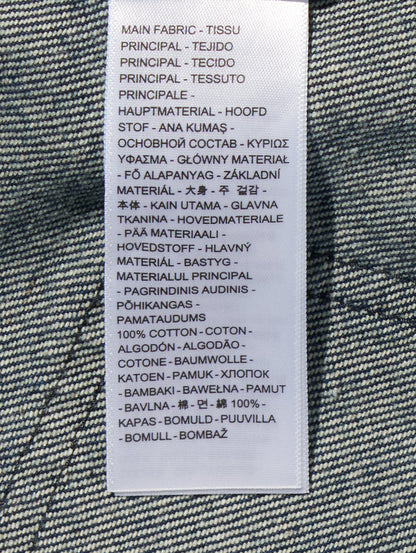 MAIN FABRIC - TISSU
PRINCIPAL - TEJIDO
PRINCIPAL - TECIDO
PRINCIPAL - TESSUTO
PRINCIPALE -
HAUPTMATERIAL - HOOFD
STOF - ANA KUMAŞ -
ОСНОВНОЙ СОСТАВ - ΚΥΡΙΩΣ
ΥΦΑΣΜΑ - GŁÓWNY MATERIAŁ
- FŐ ALAPANYAG - ZÁKLADNÍ
MATERIÁL - 大身 - 주 겉감 -
本体 - KAIN UTAMA - GLAVNA
TKANINA - HOVEDMATERIALE
- PÄÄ MATERIAALI -
HOVEDSTOFF - HLAVNÝ
MATERIÁL - BASTYG -
MATERIALUL PRINCIPAL
- PAGRINDINIS AUDINIS -
PÕHIKANGAS -
PAMATAUDUMS
100% COTTON - COTON -
ALGODÓN - ALGODÃO -
COTONE - BAUMWOLLE -
KATOEN - PAMUK - ХЛОПОК
- ΒΑΜΒΑΚΙ - BAWEŁNA - PAMUT
- BAVLNA - 棉 - 면 - 綿 100% -
KAPAS - BOMULD - PUUVILLA
- BOMULL - BOMBAŽ